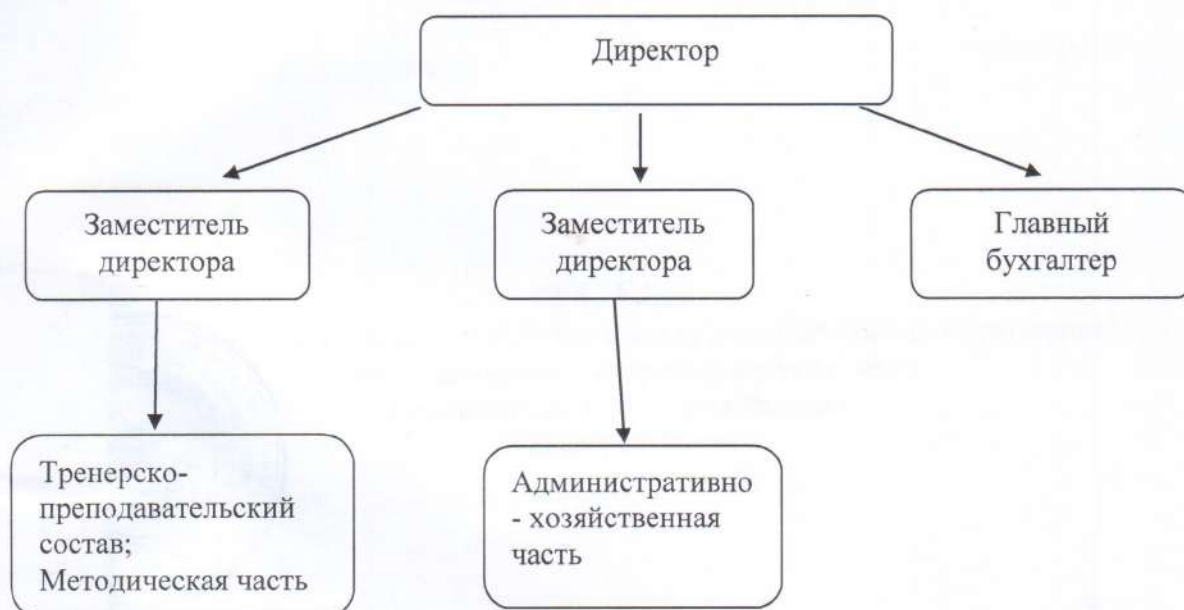 Директор
Заместитель
директора
Заместитель
директора
Главный
бухгалтер
Тренерско-
преподавательский
состав;
Методическая часть
Административно
- хозяйственная
часть